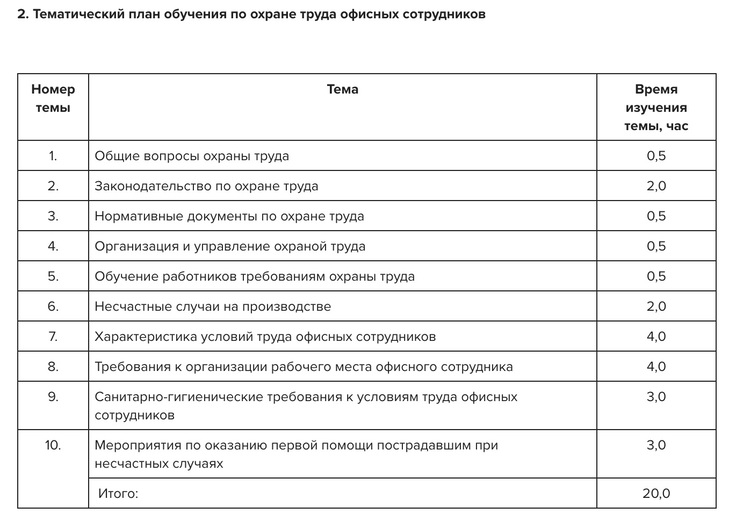 2. Тематический план обучения по охране труда офисных сотрудников
Номер темы Тема Время изучения темы, час
1. Общие вопросы охраны труда 0,5
2. Законодательство по охране труда 2,0
3. Нормативные документы по охране труда 0,5
4. Организация и управление охраной труда 0,5
5. Обучение работников требованиям охраны труда 0,5
6. Несчастные случаи на производстве 2,0
7. Характеристика условий труда офисных сотрудников 4,0
8. Требования к организации рабочего места офисного сотрудника 4,0
9. Санитарно-гигиенические требования к условиям труда офисных 3,0
сотрудников
10. Мероприятия по оказанию первой помощи пострадавшим при 3,0
несчастных случаях
Итого: 20,0